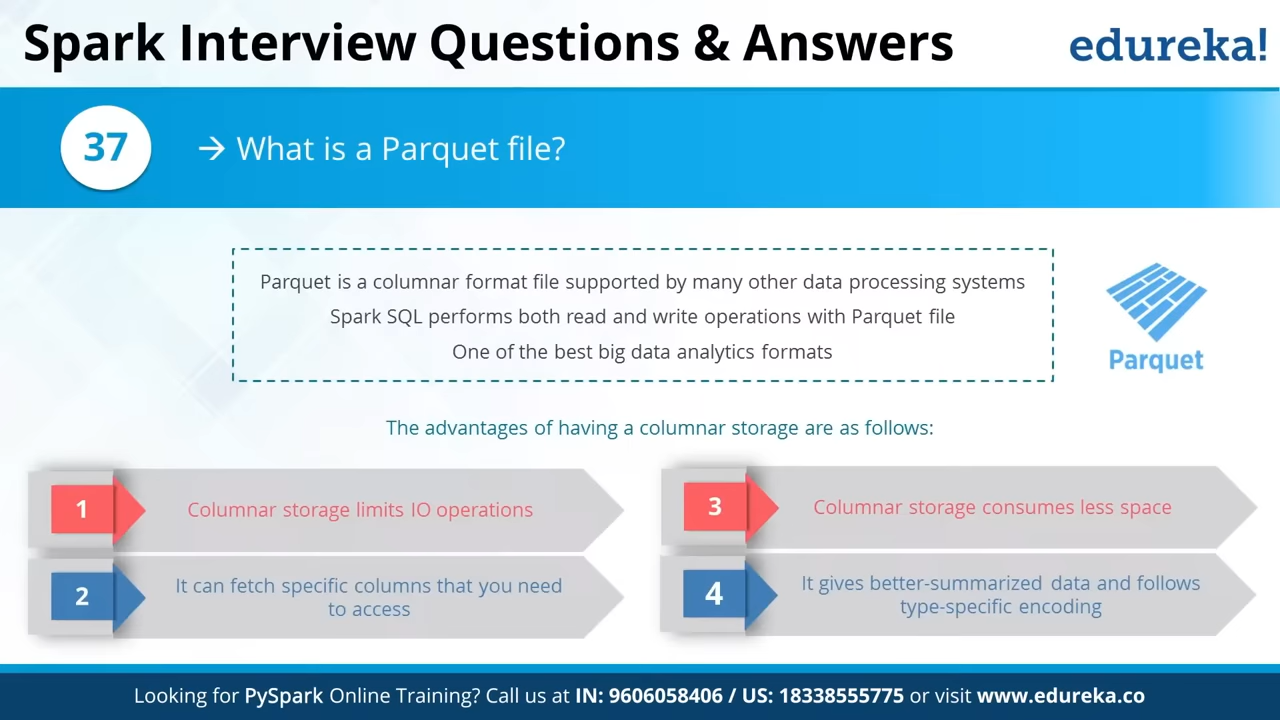 Spark Interview Questions & Answers
edureka!
37
→ What is a Parquet file?
Parquet is a columnar format file supported by many other data processing systems
Spark SQL performs both read and write operations with Parquet file
One of the best big data analytics formats
Parquet
The advantages of having a columnar storage are as follows:
1
Columnar storage limits IO operations
2
It can fetch specific columns that you need
to access
3
Columnar storage consumes less space
4
It gives better-summarized data and follows
type-specific encoding
Looking for PySpark Online Training? Call us at IN: 9606058406 / US: 18338555775 or visit www.edureka.co